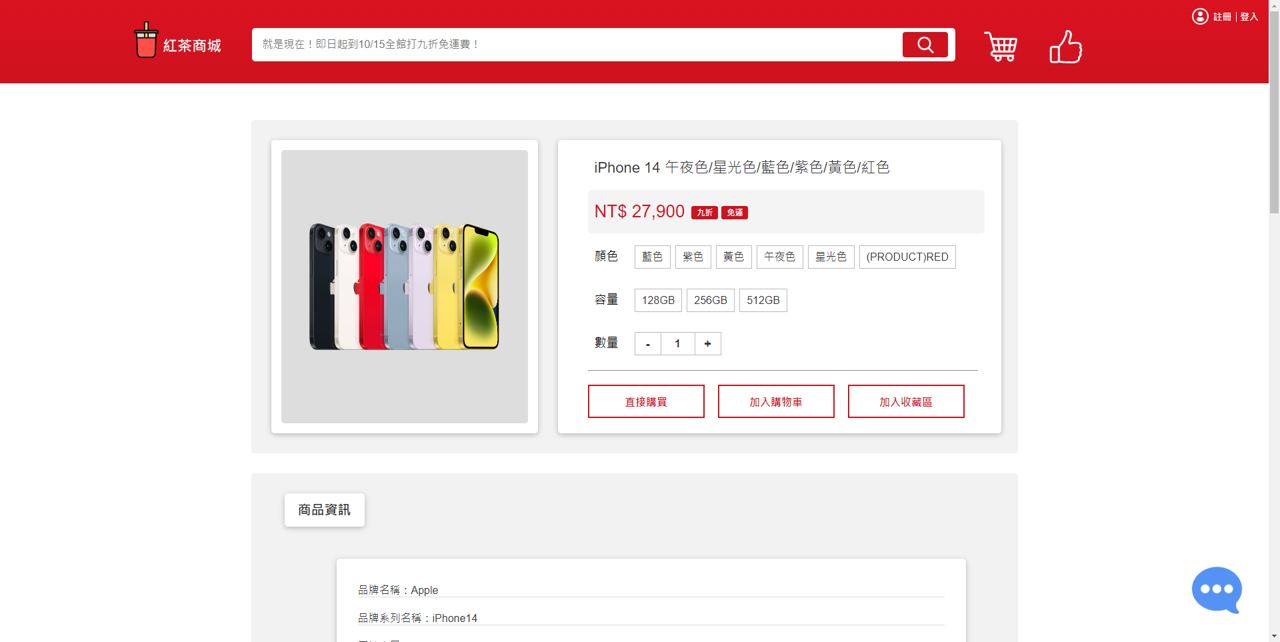 註冊 | 登入
紅茶商城
就是現在！即日起到10/15全館打九折免運費！
iPhone 14 午夜色/星光色/藍色/紫色/黃色/紅色
NT$ 27,900 九折 免運
顏色 藍色 紫色 黃色 午夜色 星光色 (PRODUCT)RED
容量 128GB 256GB 512GB
數量 - 1 +
直接購買 加入購物車 加入收藏區
商品資訊
品牌名稱：Apple
品牌系列名稱：iPhone14